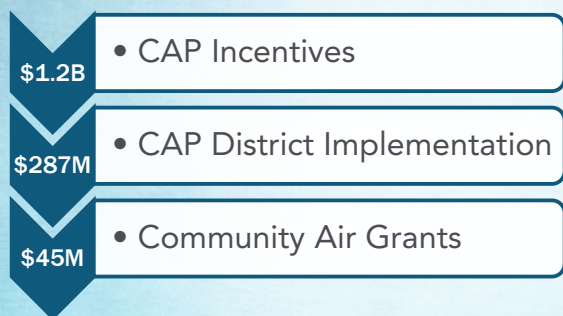 $1.2B
• CAP Incentives
$287M
• CAP District Implementation
$45M
• Community Air Grants